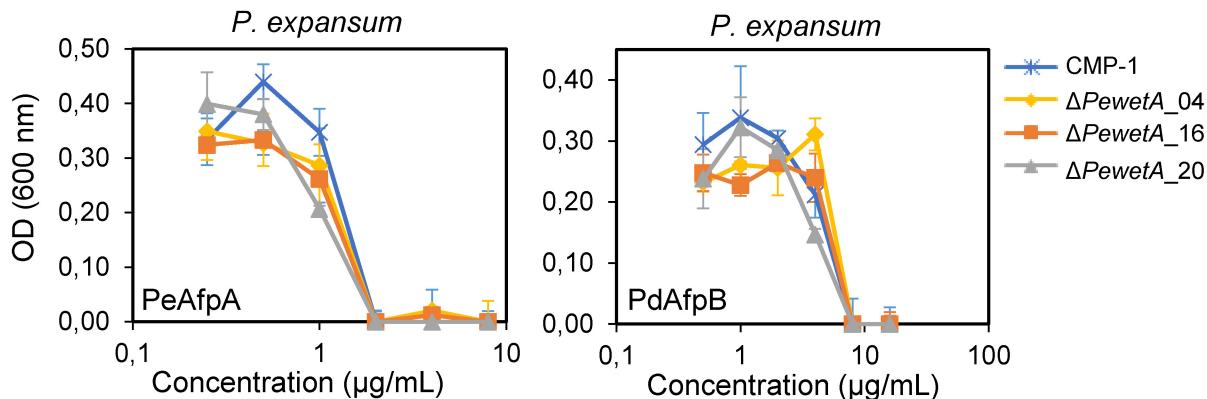 P. expansum
OD (600 nm)
0,50
0,40
0,30
0,20
0,10
0,00
PeAfpA
0,1
1
10
Concentration (µg/mL)
P. expansum
0,40
0,30
0,20
0,10
0,00
PdAfpB
0,1
1
10
100
Concentration (µg/mL)
CMP-1
ΔPewetA_04
ΔPewetA_16
ΔPewetA_20